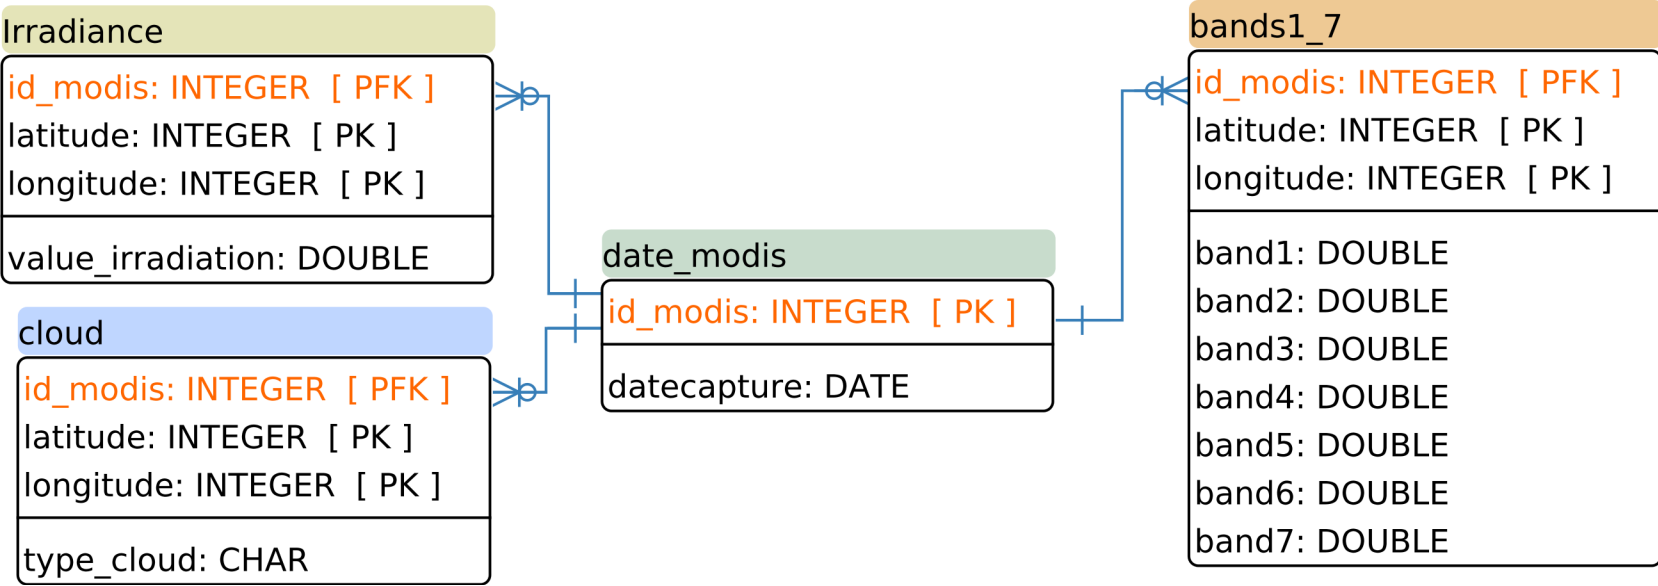 Irradiance
id_modis: INTEGER [ PFK ]
latitude: INTEGER [ PK ]
longitude: INTEGER [ PK ]
value_irradiation: DOUBLE
cloud
id_modis: INTEGER [ PFK ]
latitude: INTEGER [ PK ]
longitude: INTEGER [ PK ]
type_cloud: CHAR
date_modis
id_modis: INTEGER [ PK ]
datecapture: DATE
bands1_7
id_modis: INTEGER [ PFK ]
latitude: INTEGER [ PK ]
longitude: INTEGER [ PK ]
band1: DOUBLE
band2: DOUBLE
band3: DOUBLE
band4: DOUBLE
band5: DOUBLE
band6: DOUBLE
band7: DOUBLE